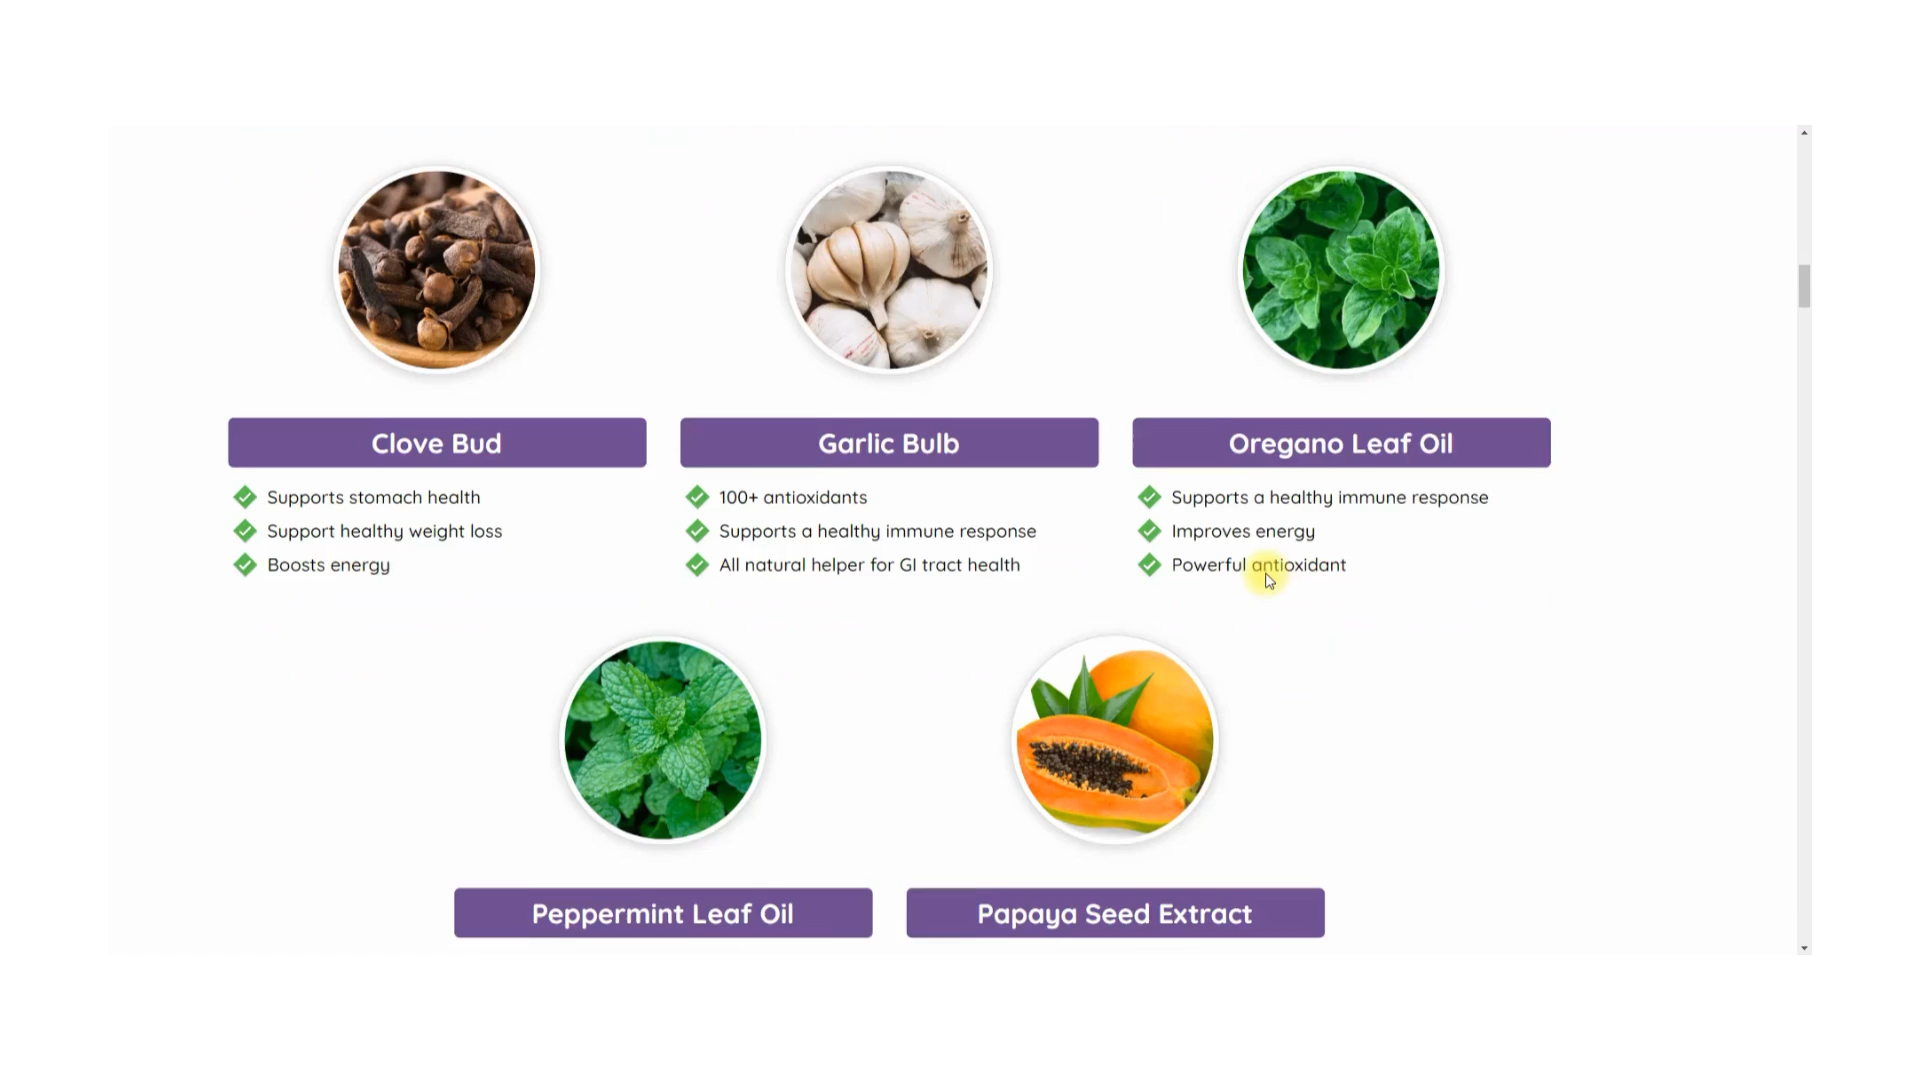 Clove Bud
Supports stomach health
Support healthy weight loss
Boosts energy
Garlic Bulb
100+ antioxidants
Supports a healthy immune response
All natural helper for GI tract health
Oregano Leaf Oil
Supports a healthy immune response
Improves energy
Powerful antioxidant
Peppermint Leaf Oil
Papaya Seed Extract